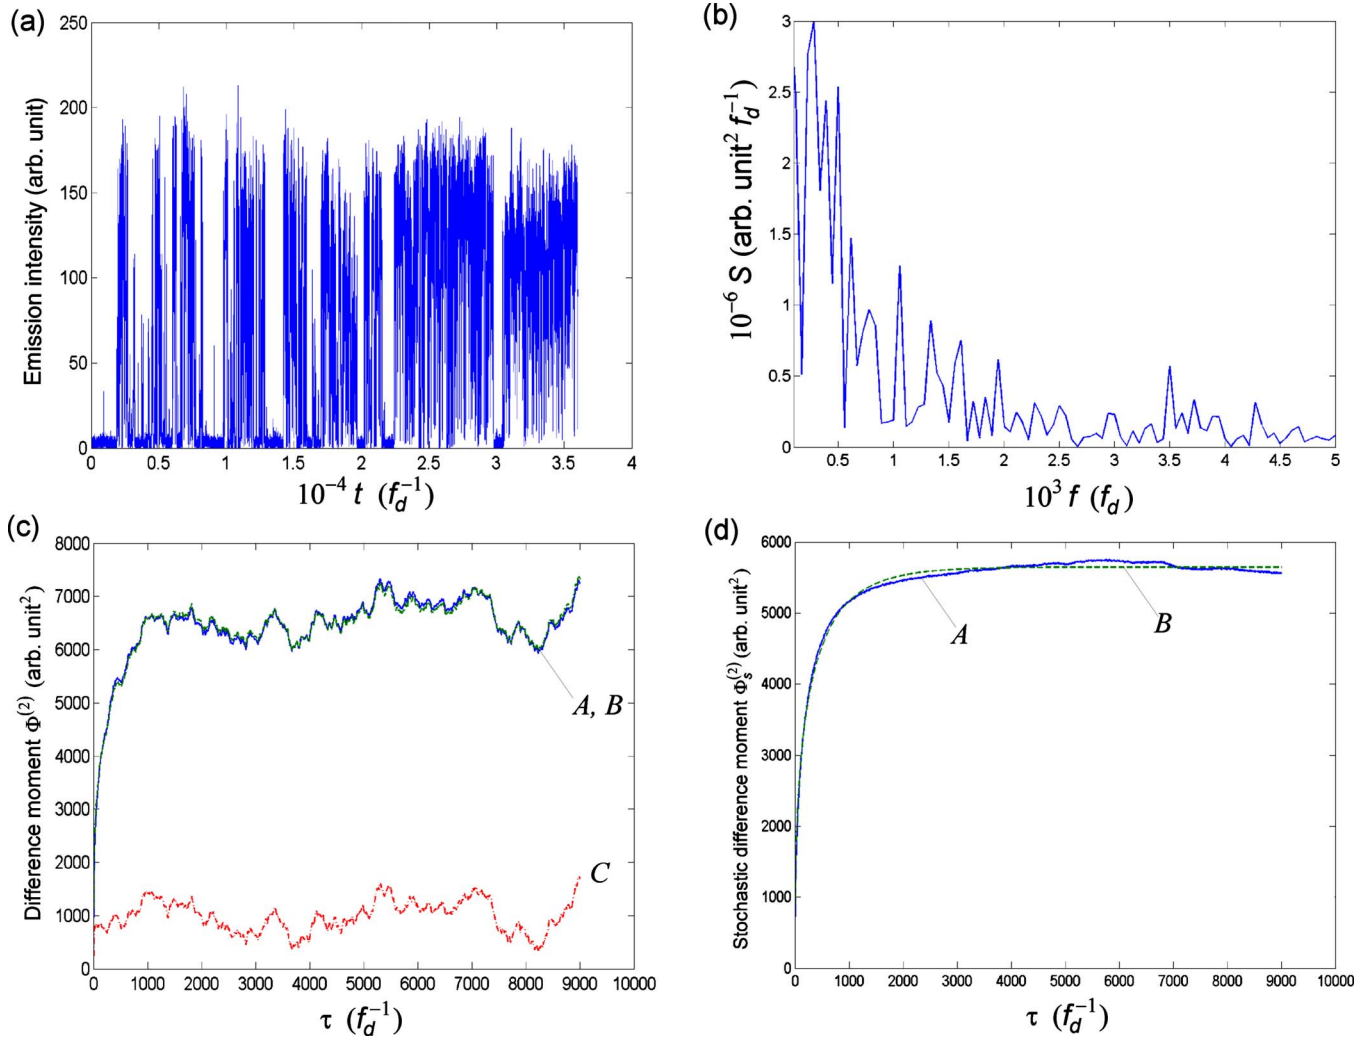 (a)
250
200
150
100
50
0
Emission intensity (arb. unit)
0 0.5 1 1.5 2 2.5 3 3.5 4
10⁻⁴ t (f_d⁻¹)
(b)
3
2.5
2
1.5
1
0.5
0
10⁻⁶ S (arb. unit² f_d⁻¹)
0.5 1 1.5 2 2.5 3 3.5 4 4.5 5
10³ f (f_d)
(c)
8000
7000
6000
5000
4000
3000
2000
1000
0
Difference moment Φ⁽²⁾ (arb. unit²)
A, B
C
0 1000 2000 3000 4000 5000 6000 7000 8000 9000 10000
τ (f_d⁻¹)
(d)
6000
5000
4000
3000
2000
1000
0
Stochastic difference moment Φ_s⁽²⁾ (arb. unit²)
A
B
0 1000 2000 3000 4000 5000 6000 7000 8000 9000 10000
τ (f_d⁻¹)